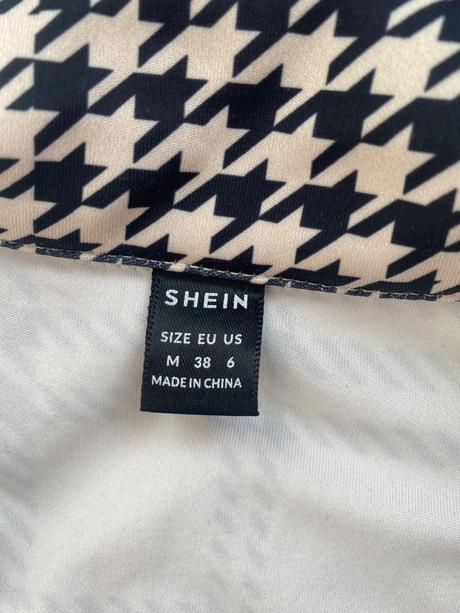 SHEIN
SIZE EU US
M 38 6
MADE IN CHINA